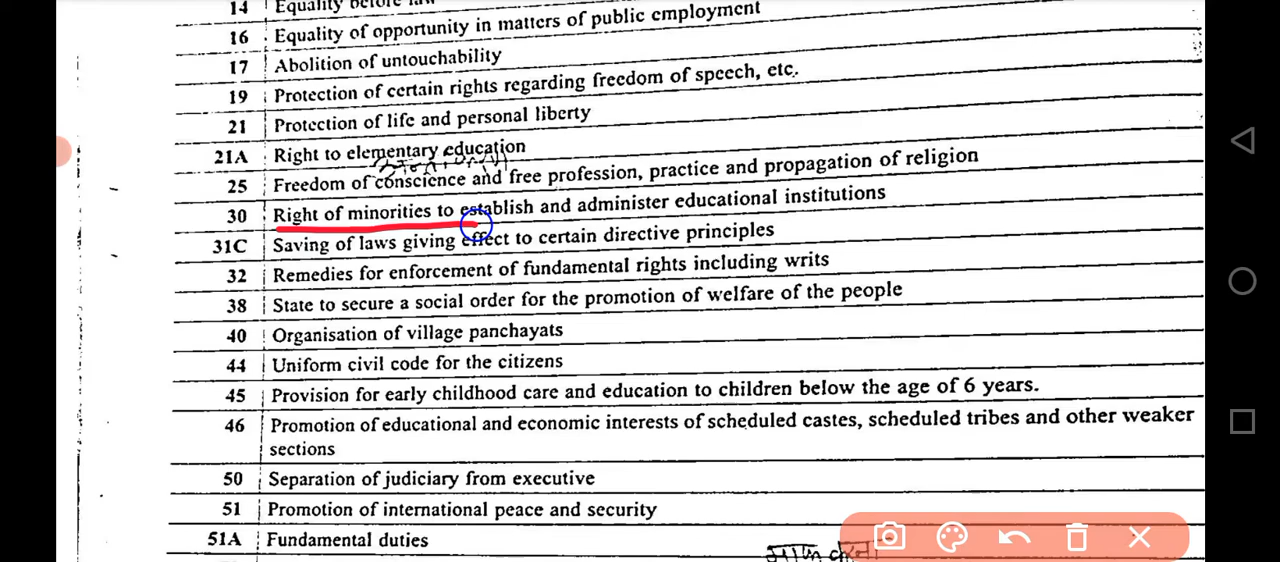 14 Equality before law
16 Equality of opportunity in matters of public employment
17 Abolition of untouchability
19 Protection of certain rights regarding freedom of speech, etc.
21 Protection of life and personal liberty
21A Right to elementary education
25 Freedom of conscience and free profession, practice and propagation of religion
30 Right of minorities to establish and administer educational institutions
31C Saving of laws giving effect to certain directive principles
32 Remedies for enforcement of fundamental rights including writs
38 State to secure a social order for the promotion of welfare of the people
40 Organisation of village panchayats
44 Uniform civil code for the citizens
45 Provision for early childhood care and education to children below the age of 6 years.
46 Promotion of educational and economic interests of scheduled castes, scheduled tribes and other weaker
sections
50 Separation of judiciary from executive
51 Promotion of international peace and security
51A Fundamental duties